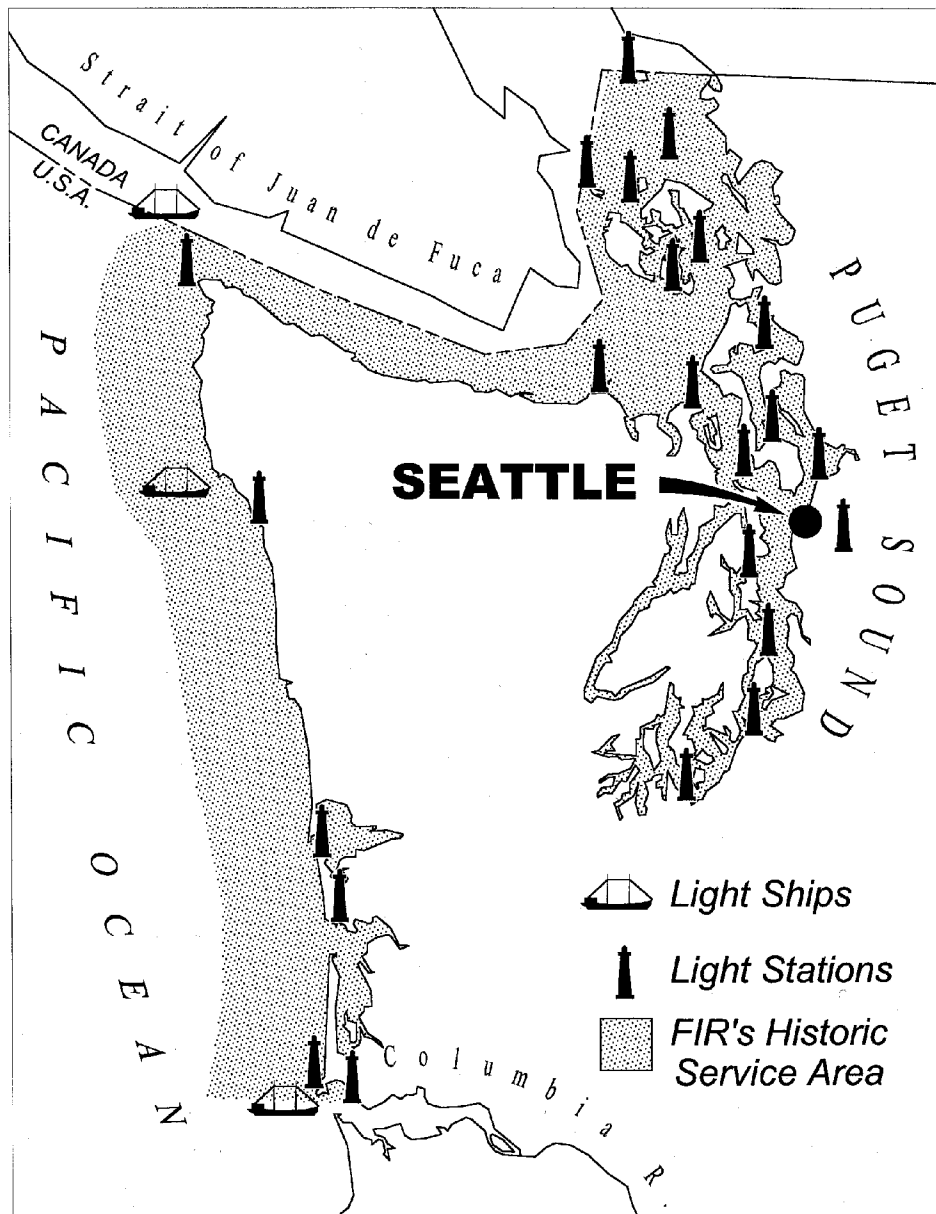 Strait of Juan de Fuca
CANADA
U.S.A.
PACIFIC OCEAN
PUGET SOUND
SEATTLE
Light Ships
Light Stations
FIR's Historic
Service Area
Columbia R.